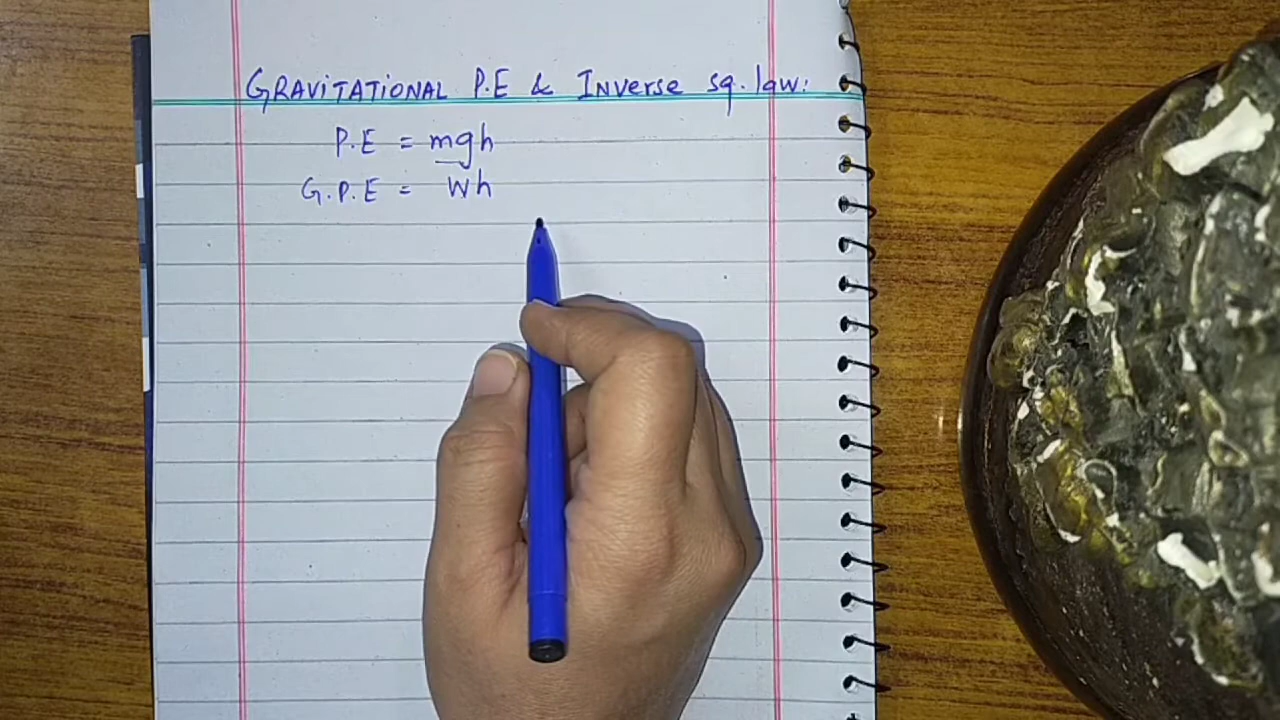 GRAVITATIONAL P.E & Inverse sq. law:
P.E = mgh
G.P.E = Wh